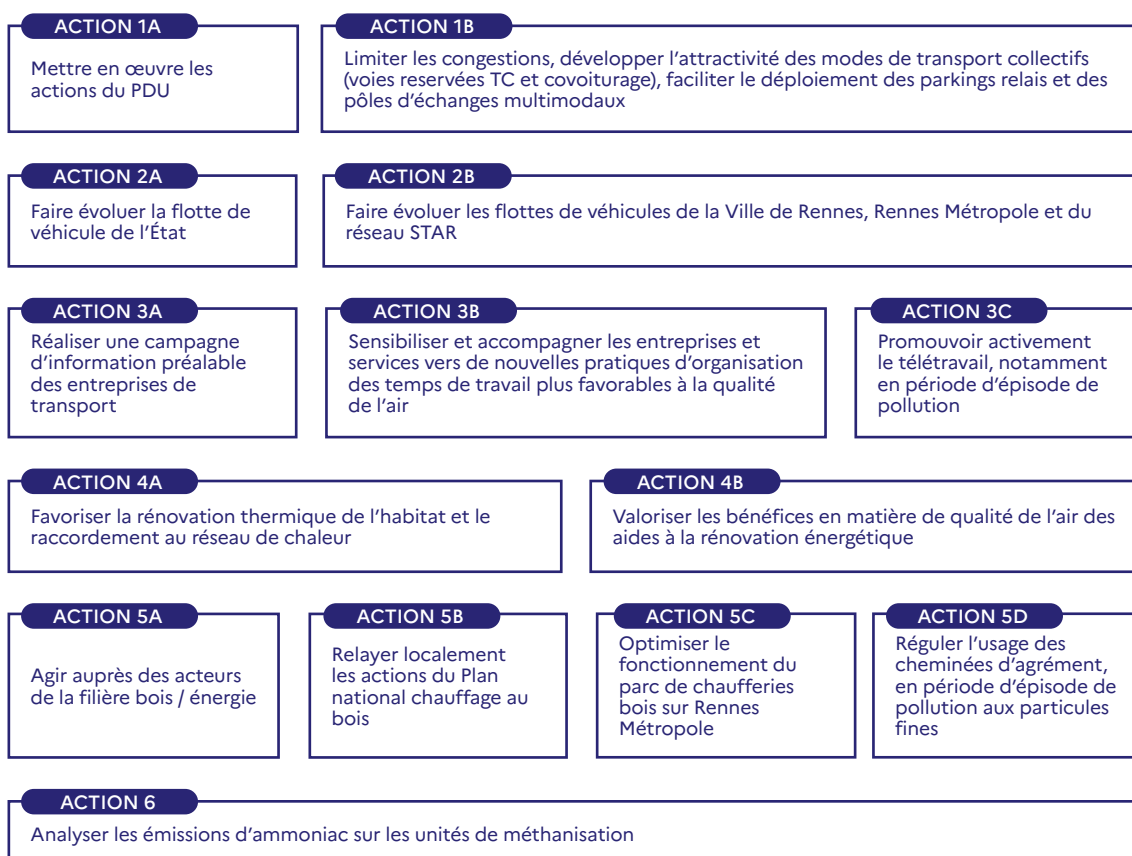 ACTION 1A
Mettre en œuvre les
actions du PDU
ACTION 1B
Limiter les congestions, développer l’attractivité des modes de transport collectifs
(voies reservées TC et covoiturage), faciliter le déploiement des parkings relais et des
pôles d’échanges multimodaux
ACTION 2A
Faire évoluer la flotte de
véhicule de l’État
ACTION 2B
Faire évoluer les flottes de véhicules de la Ville de Rennes, Rennes Métropole et du
réseau STAR
ACTION 3A
Réaliser une campagne
d’information préalable
des entreprises de
transport
ACTION 3B
Sensibiliser et accompagner les entreprises et
services vers de nouvelles pratiques d’organisation
des temps de travail plus favorables à la qualité
de l’air
ACTION 3C
Promouvoir activement
le télétravail, notamment
en période d’épisode de
pollution
ACTION 4A
Favoriser la rénovation thermique de l’habitat et le
raccordement au réseau de chaleur
ACTION 4B
Valoriser les bénéfices en matière de qualité de l’air des
aides à la rénovation énergétique
ACTION 5A
Agir auprès des acteurs
de la filière bois / énergie
ACTION 5B
Relayer localement
les actions du Plan
national chauffage au
bois
ACTION 5C
Optimiser le
fonctionnement du
parc de chaufferies
bois sur Rennes
Métropole
ACTION 5D
Réguler l’usage des
cheminées d’agrément,
en période d’épisode de
pollution aux particules
fines
ACTION 6
Analyser les émissions d’ammoniac sur les unités de méthanisation